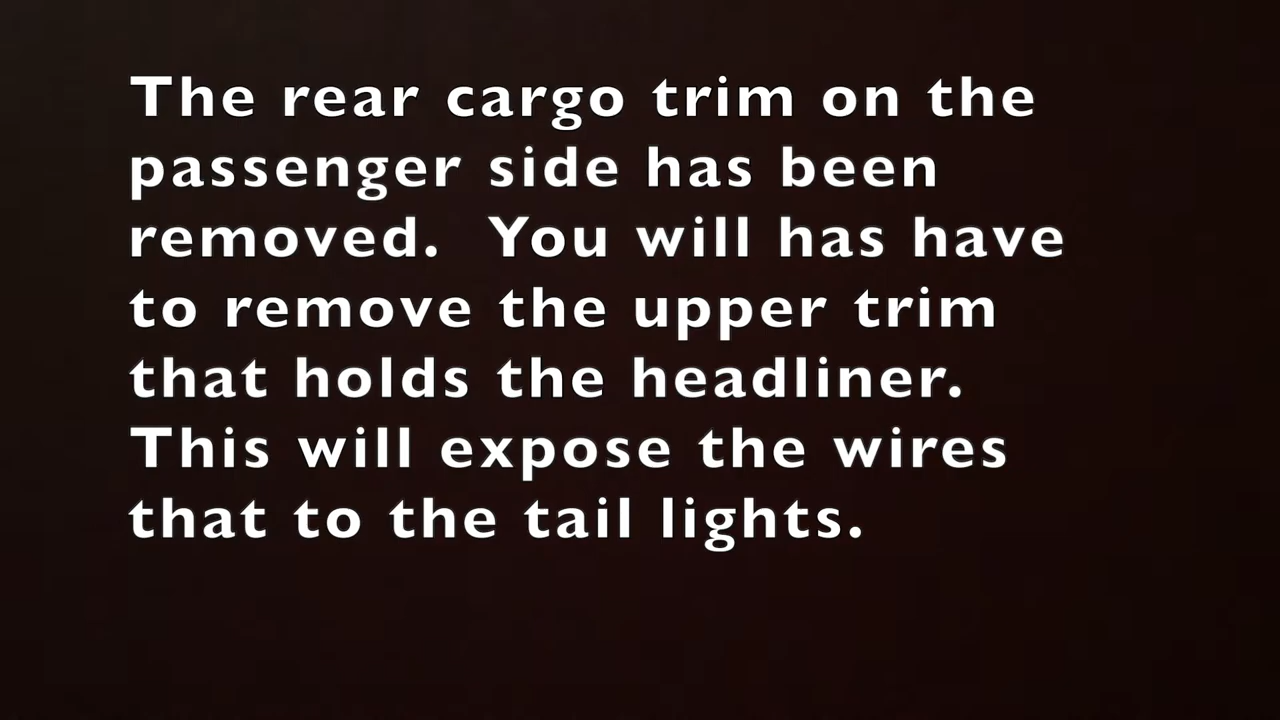 The rear cargo trim on the
passenger side has been
removed.  You will has have
to remove the upper trim
that holds the headliner.
This will expose the wires
that to the tail lights.